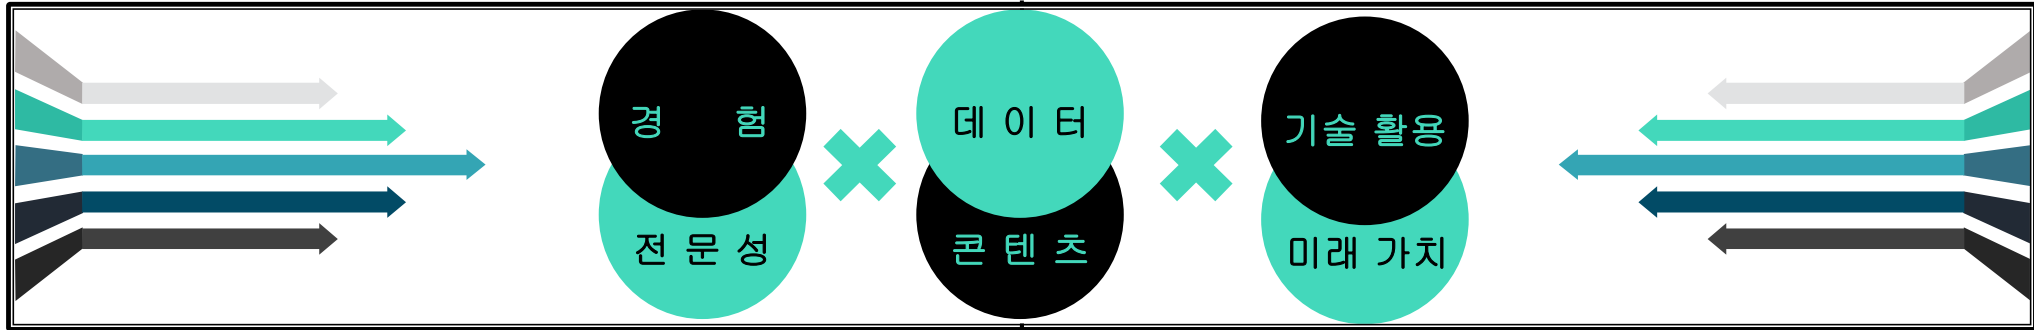 경 험
전 문 성
데 이 터
콘 텐 츠
기술 활용
미래 가치